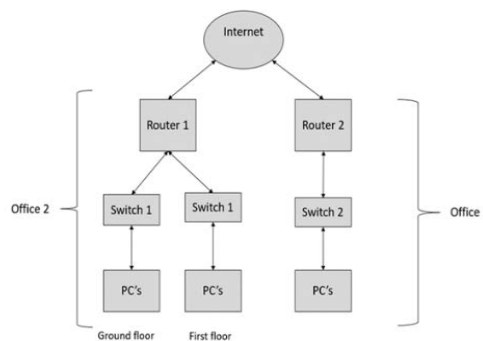 Internet
Router 1
Router 2
Office 2
Switch 1
Switch 1
Switch 2
Office
PC's
PC's
PC's
Ground floor
First floor